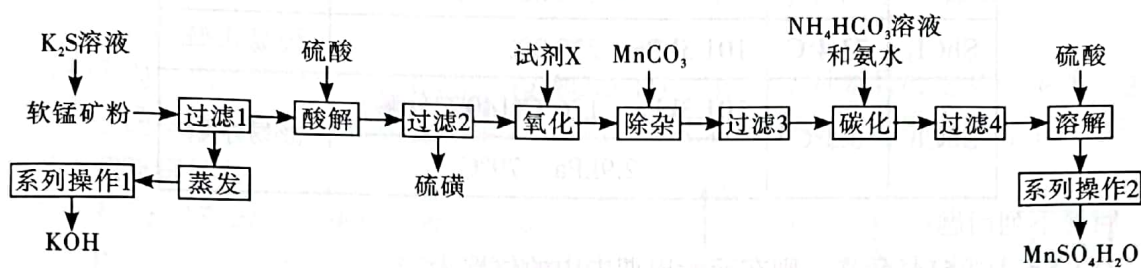 K₂S溶液
软锰矿粉
过滤1
硫酸
酸解
过滤2
硫磺
试剂X
氧化
MnCO₃
除杂
过滤3
NH₄HCO₃溶液
和氨水
碳化
过滤4
硫酸
溶解
系列操作2
MnSO₄H₂O
蒸发
系列操作1
KOH